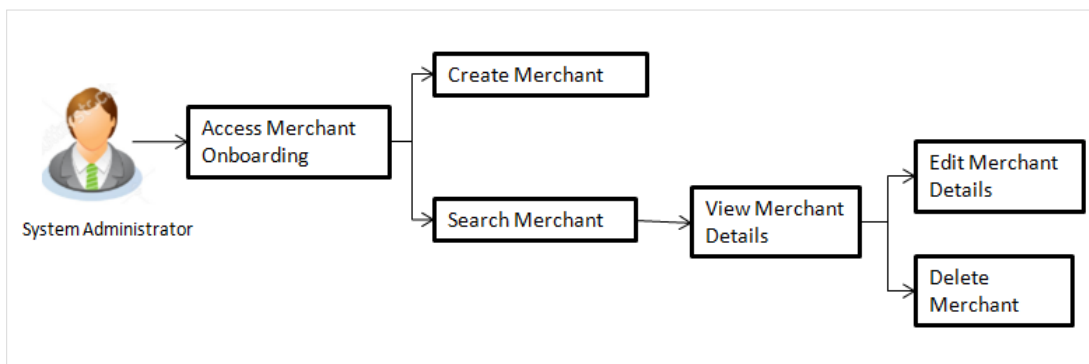 System Administrator
Access Merchant
Onboarding
Create Merchant
Search Merchant
View Merchant
Details
Edit Merchant
Details
Delete
Merchant